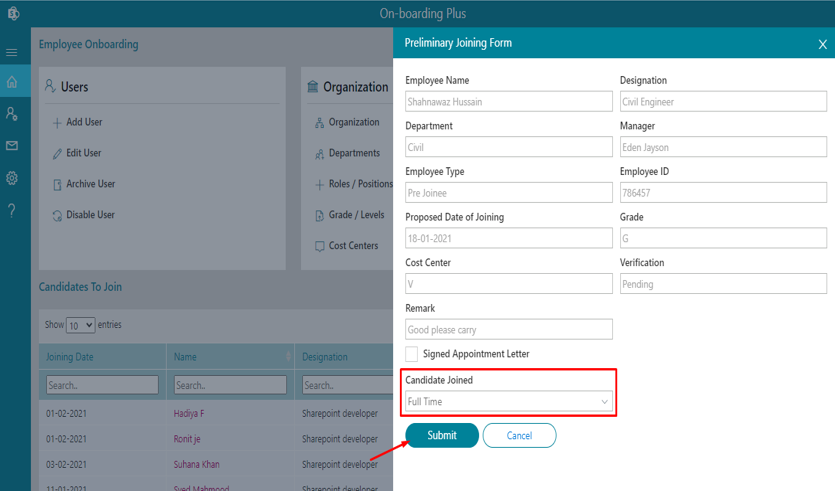 On-boarding Plus
Employee Onboarding
Users
Add User
Edit User
Archive User
Disable User
Organization
Organization
Departments
Roles / Positions
Grade / Levels
Cost Centers
Candidates To Join
Show 10 entries
Joining Date Name Designation
Search.. Search.. Search..
01-02-2021 Hadiya F Sharepoint developer
01-02-2021 Ronit je Sharepoint developer
03-02-2021 Suhana Khan Sharepoint developer
11-01-2021 Syed Mahmood Sharepoint developer
Preliminary Joining Form X
Employee Name Designation
Shahnawaz Hussain Civil Engineer
Department Manager
Civil Eden Jayson
Employee Type Employee ID
Pre Joinee 786457
Proposed Date of Joining Grade
18-01-2021 G
Cost Center Verification
V Pending
Remark
Good please carry
Signed Appointment Letter
Candidate Joined
Full Time
Submit Cancel